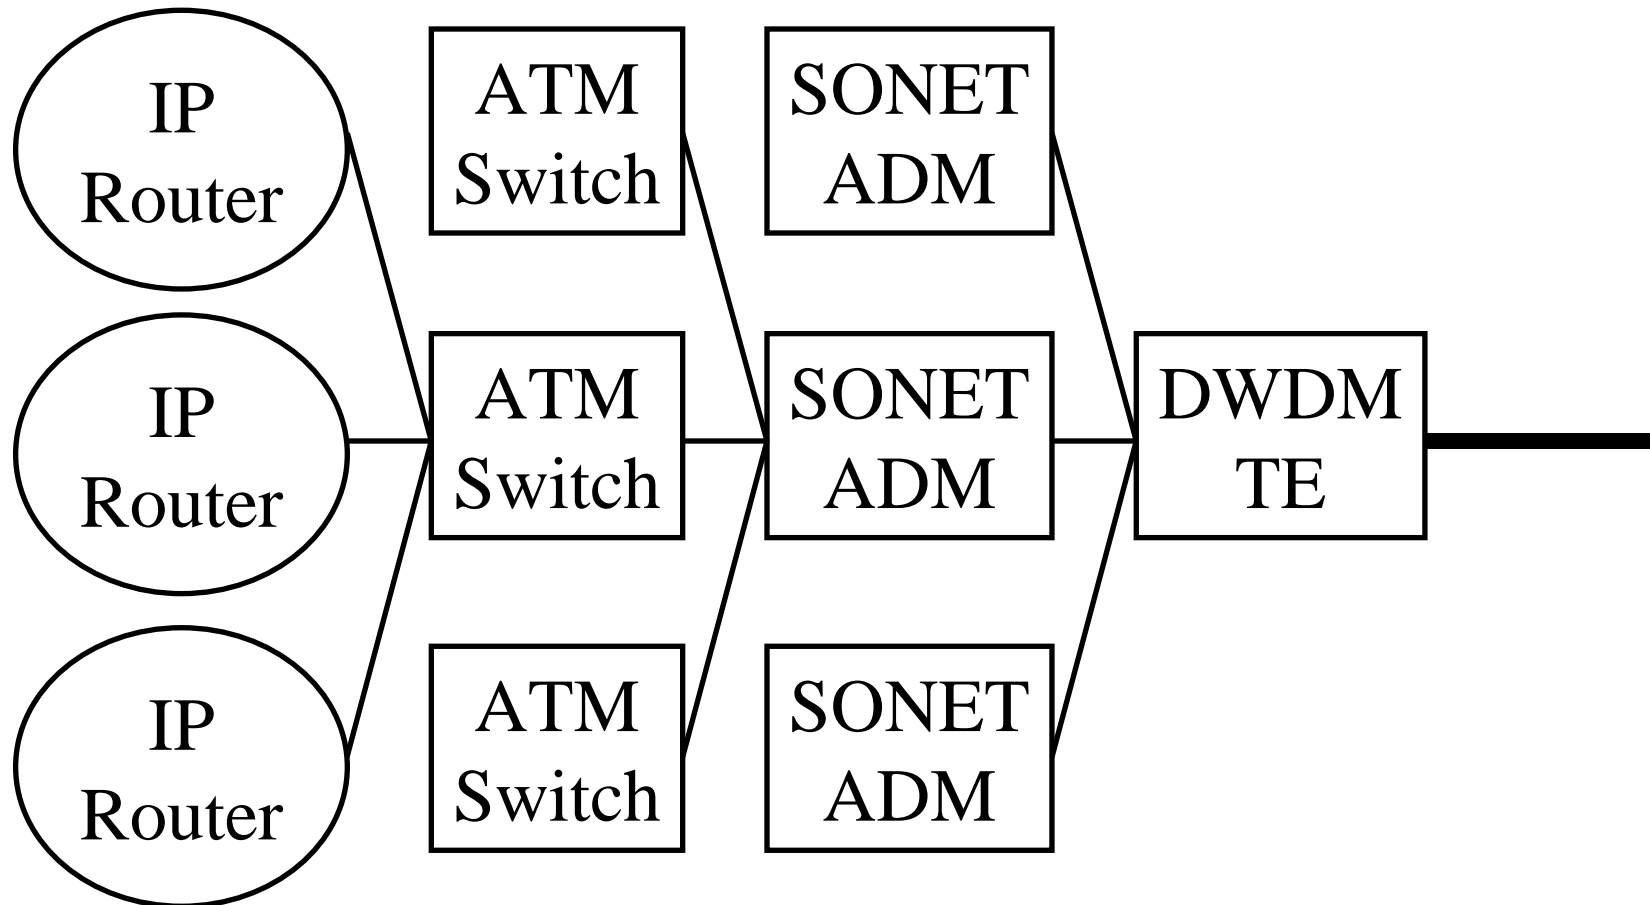 IP
Router
ATM
Switch
SONET
ADM
IP
Router
ATM
Switch
SONET
ADM
DWDM
TE
IP
Router
ATM
Switch
SONET
ADM